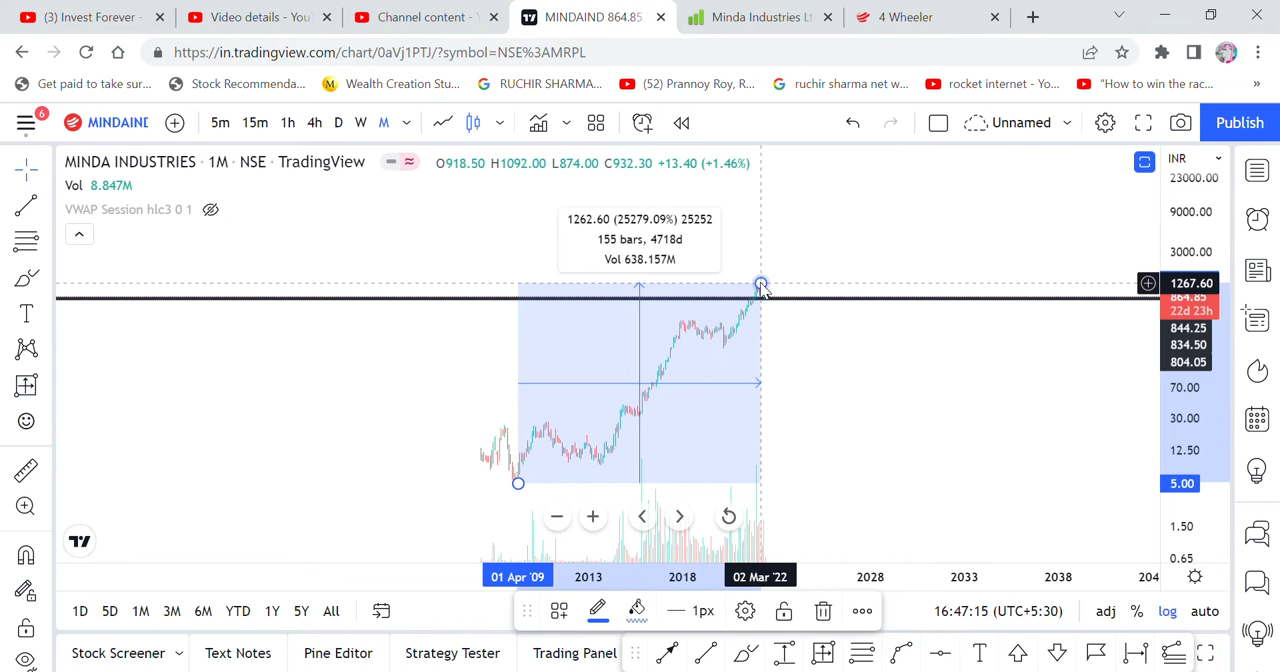 (3) Invest Forever -
Video details - YouT
Channel content -
MINDAIND 864.85
Minda Industries Lt
4 Wheeler
https://in.tradingview.com/chart/0aVj1PTJ/?symbol=NSE%3AMRPL
Get paid to take sur...
Stock Recommenda...
M Wealth Creation Stu...
RUCHIR SHARMA...
(52) Prannoy Roy, R...
ruchir sharma net w...
rocket internet - Yo...
"How to win the rac...
»
6
MINDAIND
5m 15m 1h 4h D W M
Unnamed
Publish
MINDA INDUSTRIES · 1M · NSE · TradingView
O918.50 H1092.00 L874.00 C932.30 +13.40 (+1.46%)
INR
Vol 8.847M
VWAP Session hlc3 0 1
1262.60 (25279.09%) 25252
155 bars, 4718d
Vol 638.157M
23000.00
9000.00
3000.00
1267.60
864.85
22d 23h
844.25
834.50
804.05
70.00
30.00
12.50
5.00
1.50
0.65
01 Apr '09
2013
2018
02 Mar '22
2028
2033
2038
204
1D 5D 1M 3M 6M YTD 1Y 5Y All
1px
16:47:15 (UTC+5:30)
adj % log auto
Stock Screener
Text Notes
Pine Editor
Strategy Tester
Trading Panel